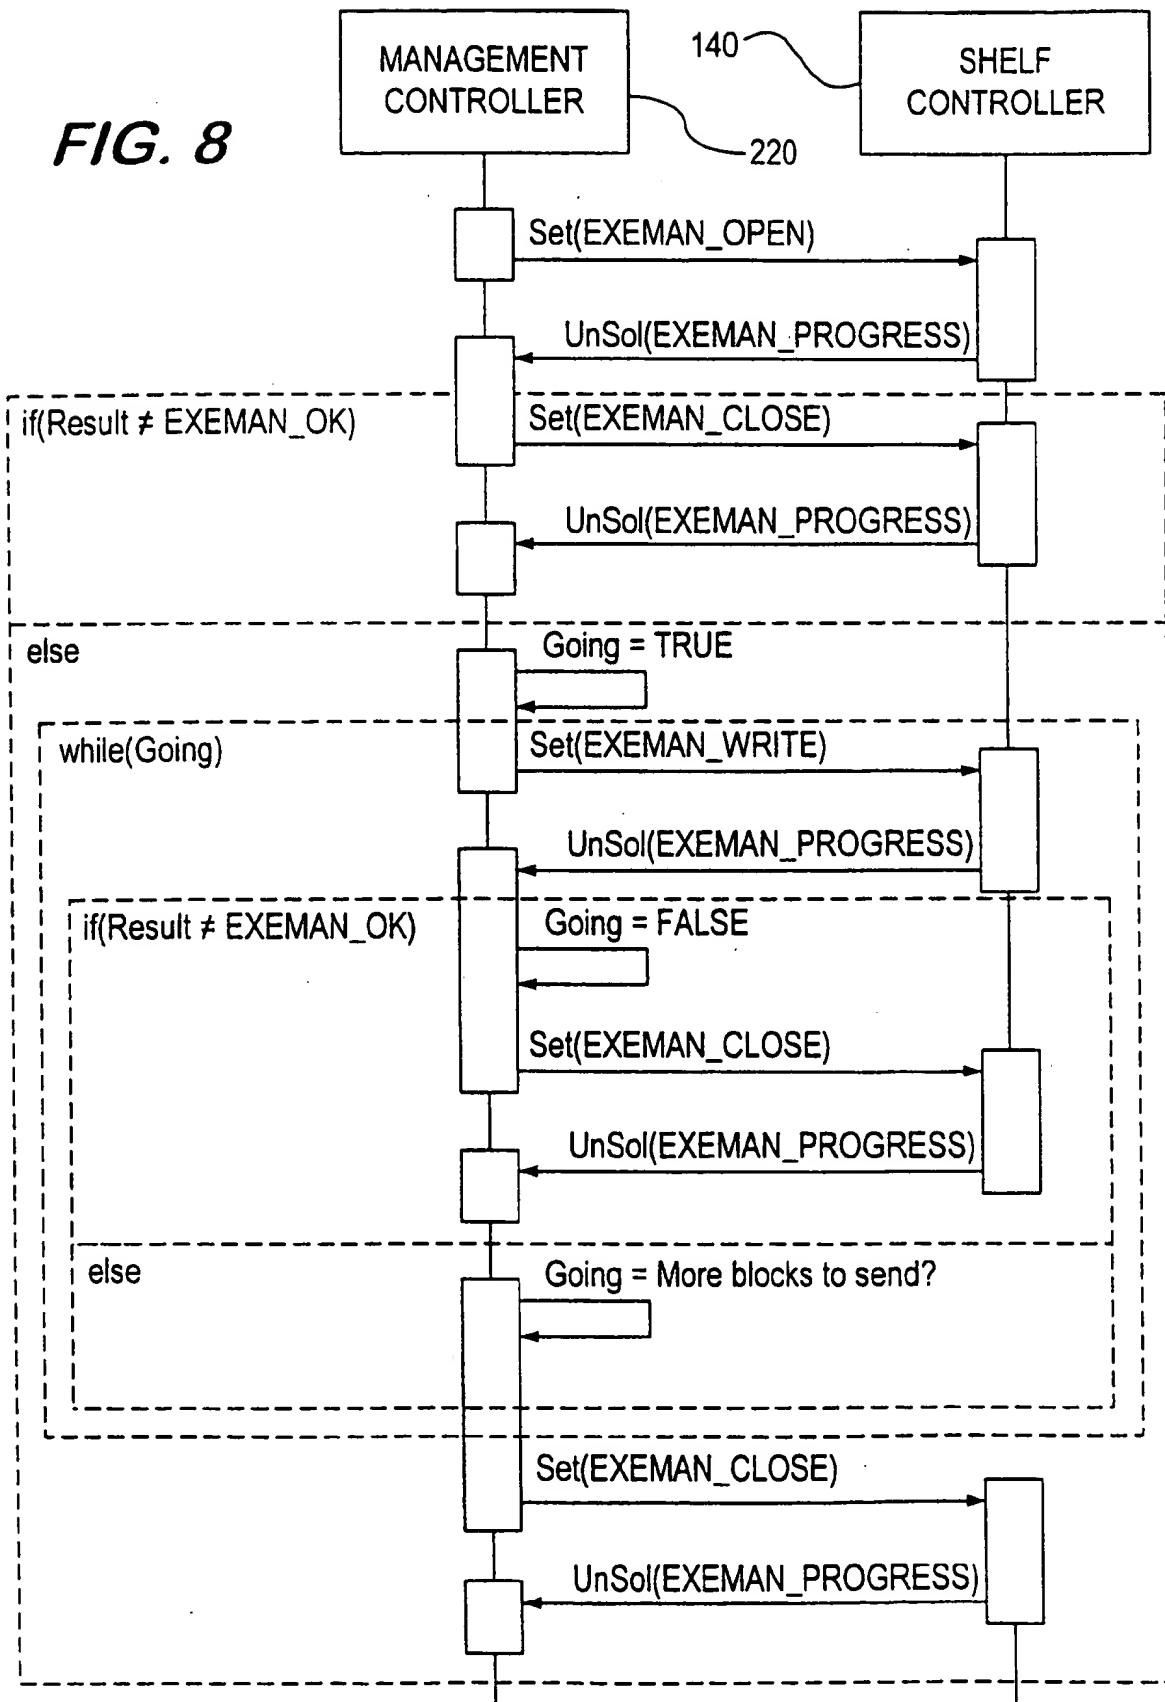 FIG. 8
MANAGEMENT
CONTROLLER
220
140
SHELF
CONTROLLER
Set(EXEMAN_OPEN)
UnSol(EXEMAN_PROGRESS)
if(Result ≠ EXEMAN_OK)
Set(EXEMAN_CLOSE)
UnSol(EXEMAN_PROGRESS)
else
Going = TRUE
while(Going)
Set(EXEMAN_WRITE)
UnSol(EXEMAN_PROGRESS)
if(Result ≠ EXEMAN_OK)
Going = FALSE
Set(EXEMAN_CLOSE)
UnSol(EXEMAN_PROGRESS)
else
Going = More blocks to send?
Set(EXEMAN_CLOSE)
UnSol(EXEMAN_PROGRESS)